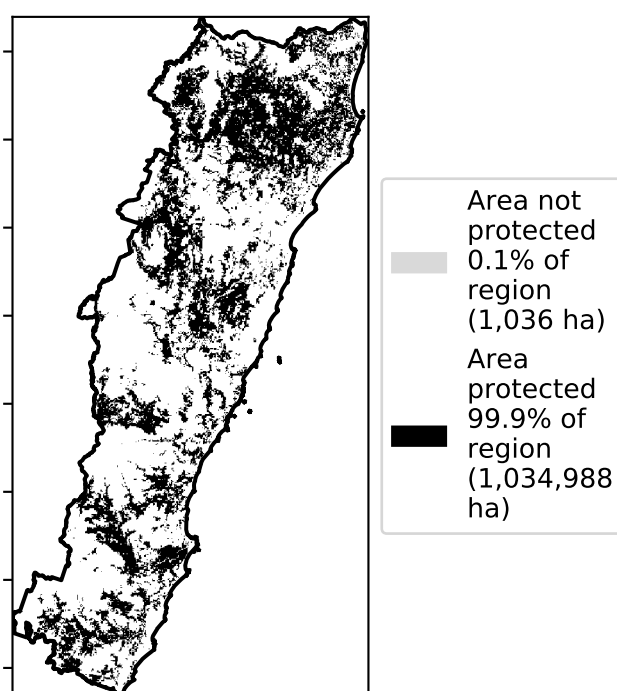 Area not
protected
0.1% of
region
(1,036 ha)
Area
protected
99.9% of
region
(1,034,988
ha)